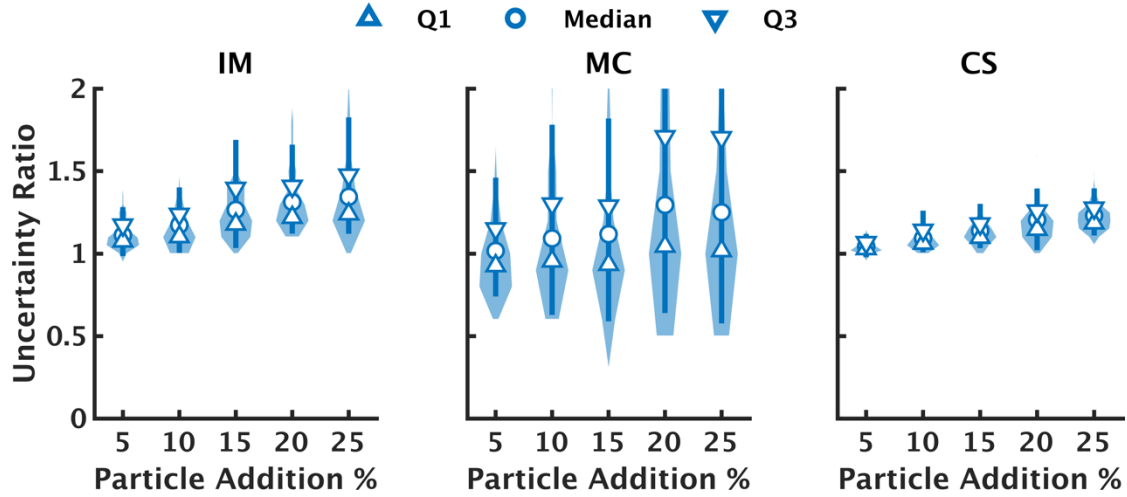 Q1 Median Q3
IM MC CS
Uncertainty Ratio
2
1.5
1
0.5
0
5 10 15 20 25 5 10 15 20 25 5 10 15 20 25
Particle Addition % Particle Addition % Particle Addition %